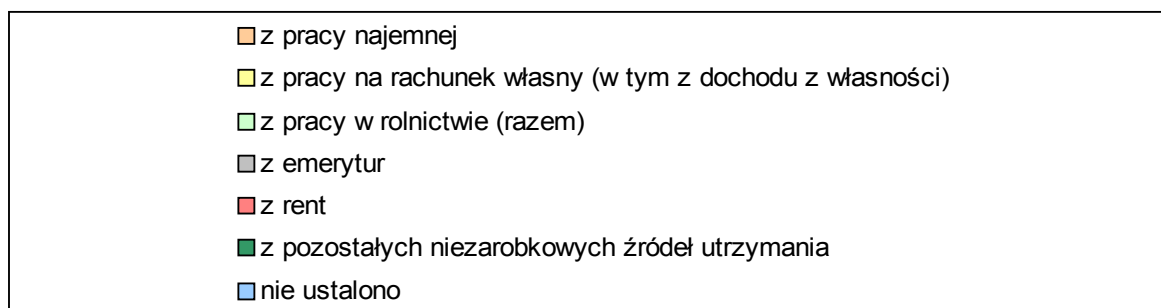 z pracy najemnej
z pracy na rachunek własny (w tym z dochodu z własności)
z pracy w rolnictwie (razem)
z emerytur
z rent
z pozostałych niezarobkowych źródeł utrzymania
nie ustalono